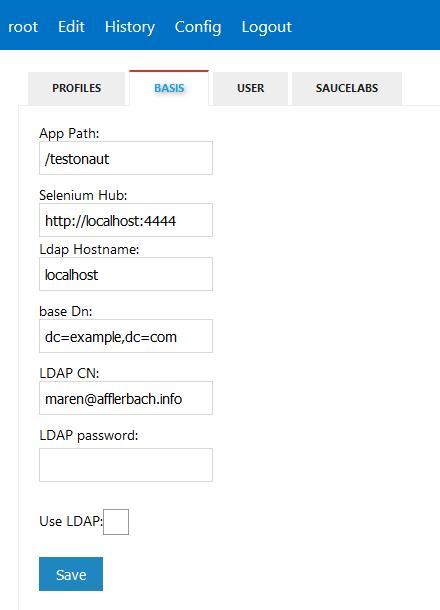 root Edit History Config Logout
PROFILES BASIS USER SAUCELABS
App Path:
/testonaut
Selenium Hub:
http://localhost:4444
Ldap Hostname:
localhost
base Dn:
dc=example,dc=com
LDAP CN:
maren@afflerbach.info
LDAP password:
Use LDAP:
Save